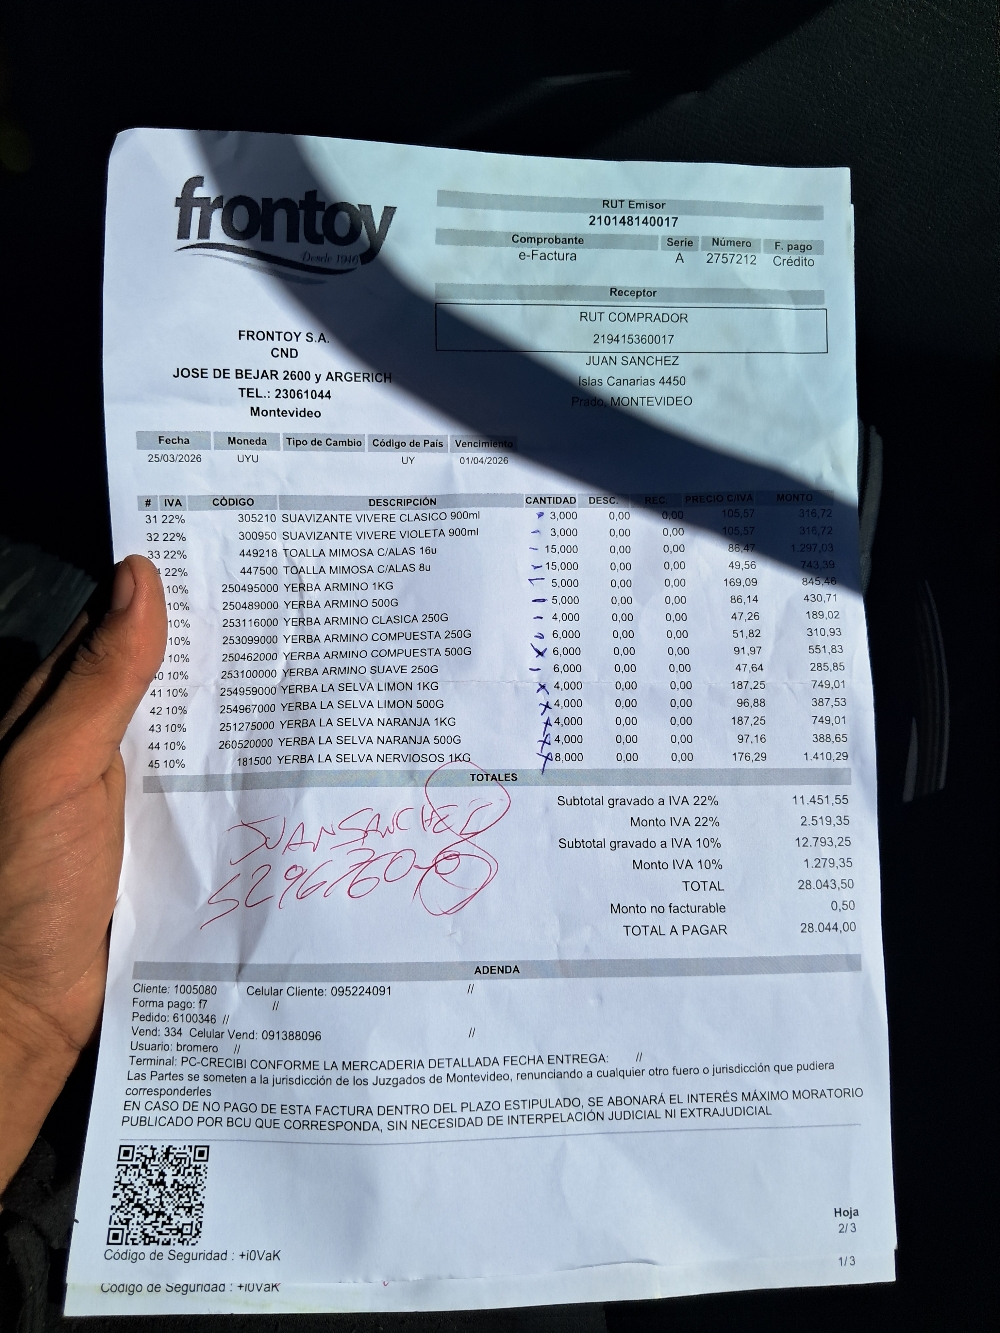 frontoy
Desde 1946
RUT Emisor
210148140017
Comprobante Serie Número F. pago
e-Factura A 2757212 Crédito
Receptor
RUT COMPRADOR
219415360017
JUAN SANCHEZ
Islas Canarias 4450
Prado, MONTEVIDEO
FRONTOY S.A.
CND
JOSE DE BEJAR 2600 y ARGERICH
TEL.: 23061044
Montevideo
Fecha Moneda Tipo de Cambio Código de País Vencimiento
25/03/2026 UYU UY 01/04/2026
# IVA CÓDIGO DESCRIPCIÓN CANTIDAD DESC. REC. PRECIO C/IVA MONTO
31 22% 305210 SUAVIZANTE VIVERE CLASICO 900ml 3,000 0,00 0,00 105,57 316,72
32 22% 300950 SUAVIZANTE VIVERE VIOLETA 900ml 3,000 0,00 0,00 105,57 316,72
33 22% 449218 TOALLA MIMOSA C/ALAS 16u 15,000 0,00 0,00 86,47 1.297,03
22% 447500 TOALLA MIMOSA C/ALAS 8u 15,000 0,00 0,00 49,56 743,39
10% 250495000 YERBA ARMINO 1KG 5,000 0,00 0,00 169,09 845,46
10% 250489000 YERBA ARMINO 500G 5,000 0,00 0,00 86,14 430,71
10% 253116000 YERBA ARMINO CLASICA 250G 4,000 0,00 0,00 47,26 189,02
10% 253099000 YERBA ARMINO COMPUESTA 250G 6,000 0,00 0,00 51,82 310,93
10% 250462000 YERBA ARMINO COMPUESTA 500G 6,000 0,00 0,00 91,97 551,83
10% 253100000 YERBA ARMINO SUAVE 250G 6,000 0,00 0,00 47,64 285,85
41 10% 254959000 YERBA LA SELVA LIMON 1KG 4,000 0,00 0,00 187,25 749,01
42 10% 254967000 YERBA LA SELVA LIMON 500G 4,000 0,00 0,00 96,88 387,53
43 10% 251275000 YERBA LA SELVA NARANJA 1KG 4,000 0,00 0,00 187,25 749,01
44 10% 260520000 YERBA LA SELVA NARANJA 500G 4,000 0,00 0,00 97,16 388,65
45 10% 181500 YERBA LA SELVA NERVIOSOS 1KG 8,000 0,00 0,00 176,29 1.410,29
TOTALES
Subtotal gravado a IVA 22% 11.451,55
Monto IVA 22% 2.519,35
Subtotal gravado a IVA 10% 12.793,25
Monto IVA 10% 1.279,35
TOTAL 28.043,50
Monto no facturable 0,50
TOTAL A PAGAR 28.044,00
JUAN SANCHEZ
ADENDA
Cliente: 1005080 Celular Cliente: 095224091 //
Forma pago: f7 //
Pedido: 6100346 //
Vend: 334 Celular Vend: 091388096 //
Usuario: bromero //
Terminal: PC-CRECIBI CONFORME LA MERCADERIA DETALLADA FECHA ENTREGA: //
Las Partes se someten a la jurisdicción de los Juzgados de Montevideo, renunciando a cualquier otro fuero o jurisdicción que pudiera
corresponderles
EN CASO DE NO PAGO DE ESTA FACTURA DENTRO DEL PLAZO ESTIPULADO, SE ABONARÁ EL INTERÉS MÁXIMO MORATORIO
PUBLICADO POR BCU QUE CORRESPONDA, SIN NECESIDAD DE INTERPELACIÓN JUDICIAL NI EXTRAJUDICIAL
Hoja
2/3
Código de Seguridad : +i0VaK
1/3
Código de Seguridad : +i0VaK